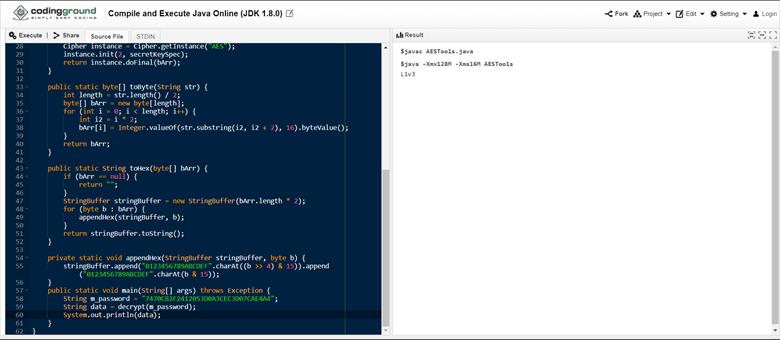 codingground
SIMPLY EASY CODING
Compile and Execute Java Online (JDK 1.8.0)
Fork
Project
Edit
Setting
Login
Execute
Share
Source File
STDIN
Result
28 Cipher instance = Cipher.getInstance("AES");
29 instance.init(2, secretKeySpec);
30 return instance.doFinal(bArr);
31 }
32
33 public static byte[] toByte(String str) {
34 int length = str.length() / 2;
35 byte[] bArr = new byte[length];
36 for (int i = 0; i < length; i++) {
37 int i2 = i * 2;
38 bArr[i] = Integer.valueOf(str.substring(i2, i2 + 2), 16).byteValue();
39 }
40 return bArr;
41 }
42
43 public static String toHex(byte[] bArr) {
44 if (bArr == null) {
45 return "";
46 }
47 StringBuffer stringBuffer = new StringBuffer(bArr.length * 2);
48 for (byte b : bArr) {
49 appendHex(stringBuffer, b);
50 }
51 return stringBuffer.toString();
52 }
53
54 private static void appendHex(StringBuffer stringBuffer, byte b) {
55 stringBuffer.append("0123456789ABCDEF".charAt((b >> 4) & 15)).append
("0123456789ABCDEF".charAt(b & 15));
56 }
57 public static void main(String[] args) throws Exception {
58 String m_password = "7470CB2F2412053D0A3CEC3D07CAE4A4";
59 String data = decrypt(m_password);
60 System.out.println(data);
61 }
62 }
$javac AESTools.java
$java -Xmx128M -Xms16M AESTools
L1v3